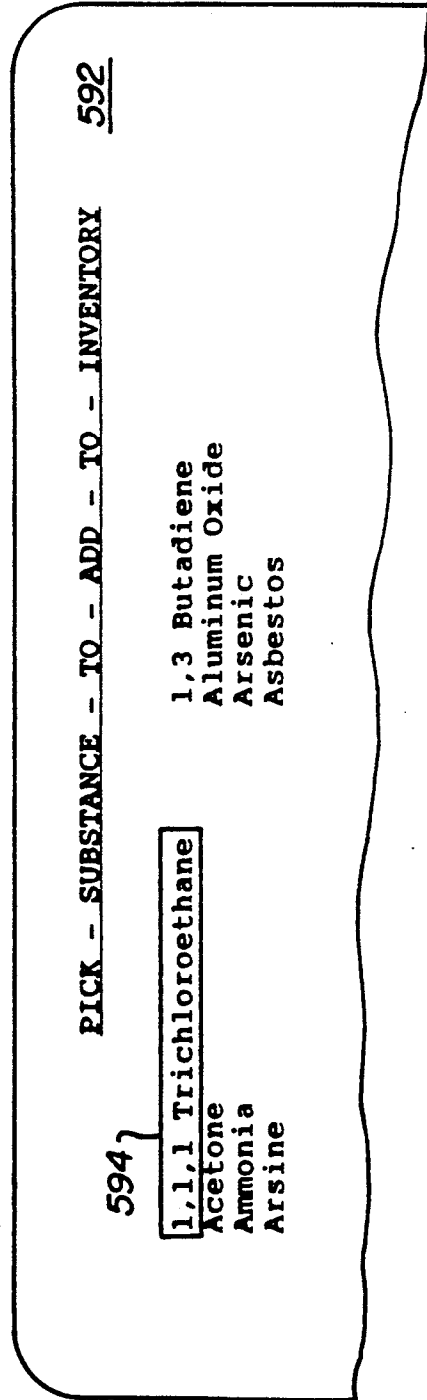 PICK - SUBSTANCE - TO - ADD - TO - INVENTORY 592
594
1,1,1 Trichloroethane 1,3 Butadiene
Acetone Aluminum Oxide
Ammonia Arsenic
Arsine Asbestos